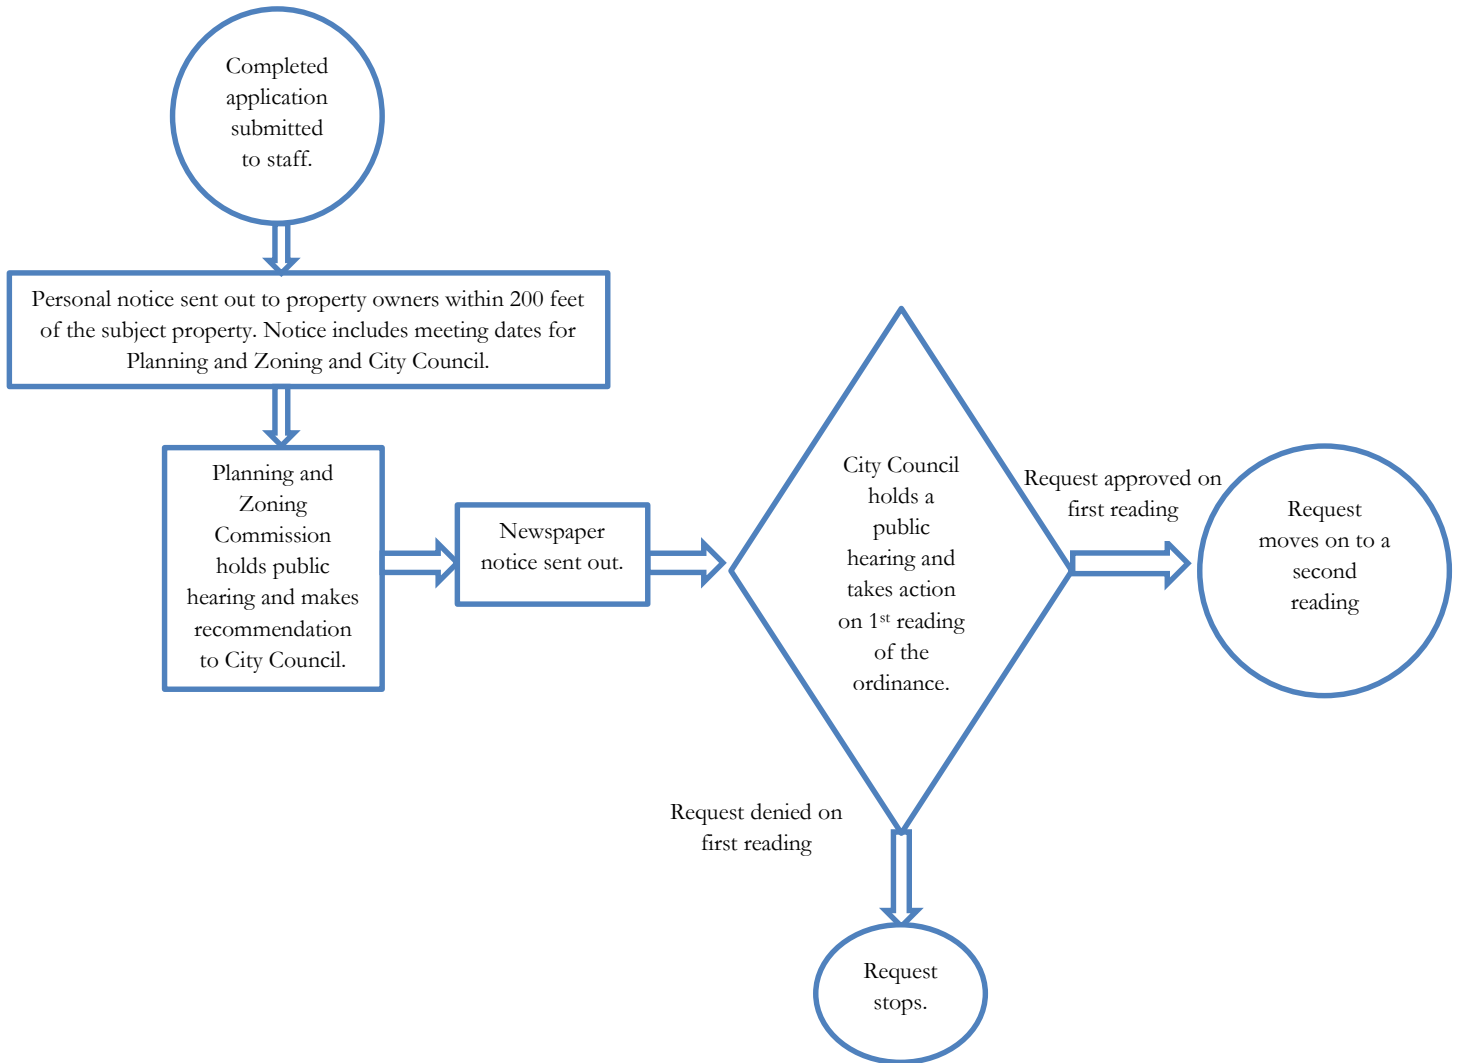 Completed
application
submitted
to staff.
Personal notice sent out to property owners within 200 feet
of the subject property. Notice includes meeting dates for
Planning and Zoning and City Council.
Planning and
Zoning
Commission
holds public
hearing and makes
recommendation
to City Council.
Newspaper
notice sent out.
City Council
holds a
public
hearing and
takes action
on 1st reading
of the
ordinance.
Request approved on
first reading
Request
moves on to a
second
reading
Request denied on
first reading
Request
stops.